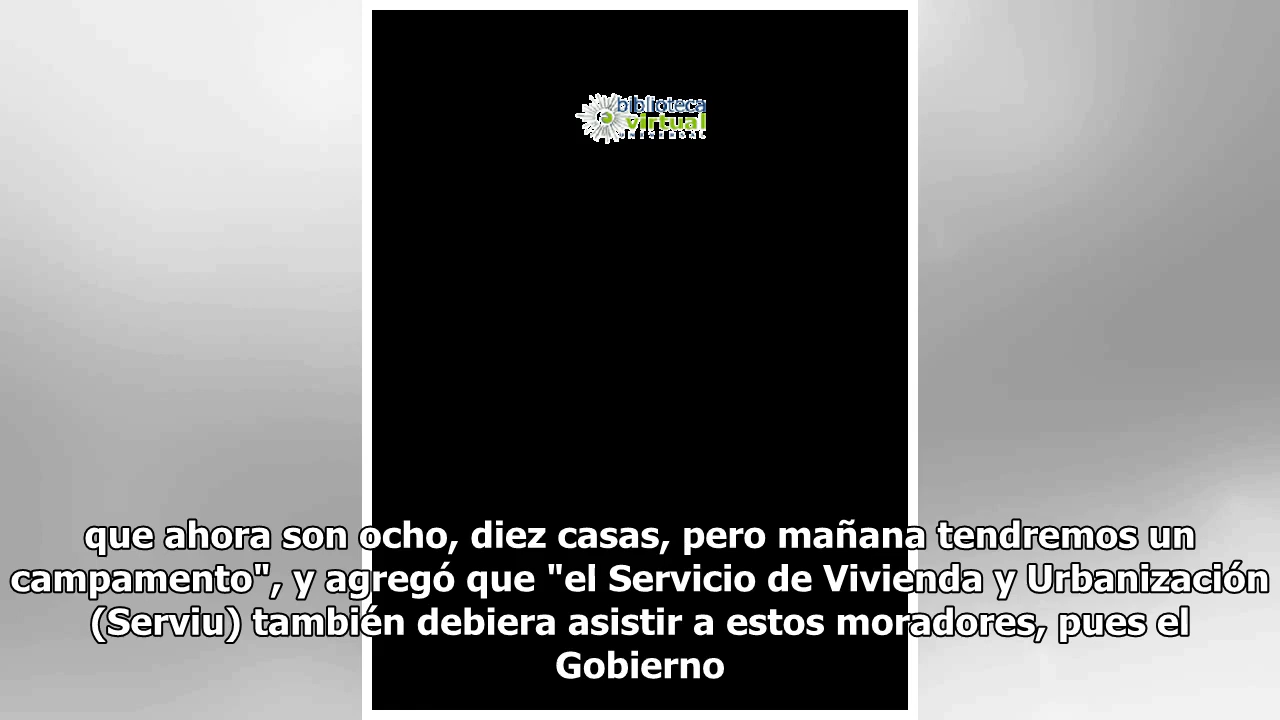 biblioteca
virtual
UNIVERSAL
que ahora son ocho, diez casas, pero mañana tendremos un
campamento", y agregó que "el Servicio de Vivienda y Urbanización
(Serviu) también debiera asistir a estos moradores, pues el
Gobierno